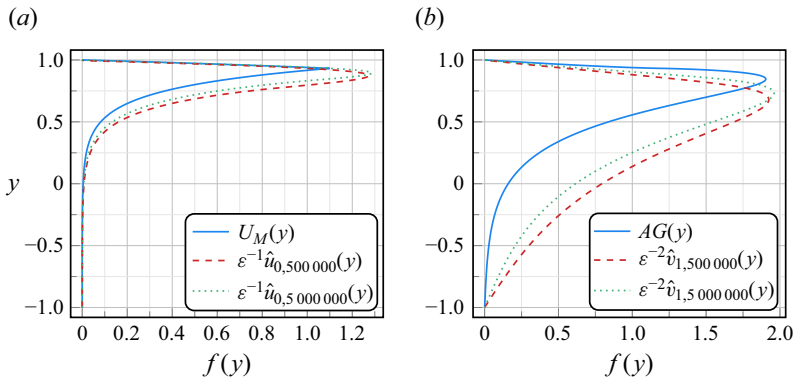 (a)
1.0
0.5
y
0
−0.5
−1.0
U_M(y)
ε^{-1}û_{0,500 000}(y)
ε^{-1}û_{0,5 000 000}(y)
0 0.2 0.4 0.6 0.8 1.0 1.2
f(y)
(b)
1.0
0.5
0
−0.5
−1.0
AG(y)
ε^{-2}v̂_{1,500 000}(y)
ε^{-2}v̂_{1,5 000 000}(y)
0 0.5 1.0 1.5 2.0
f(y)